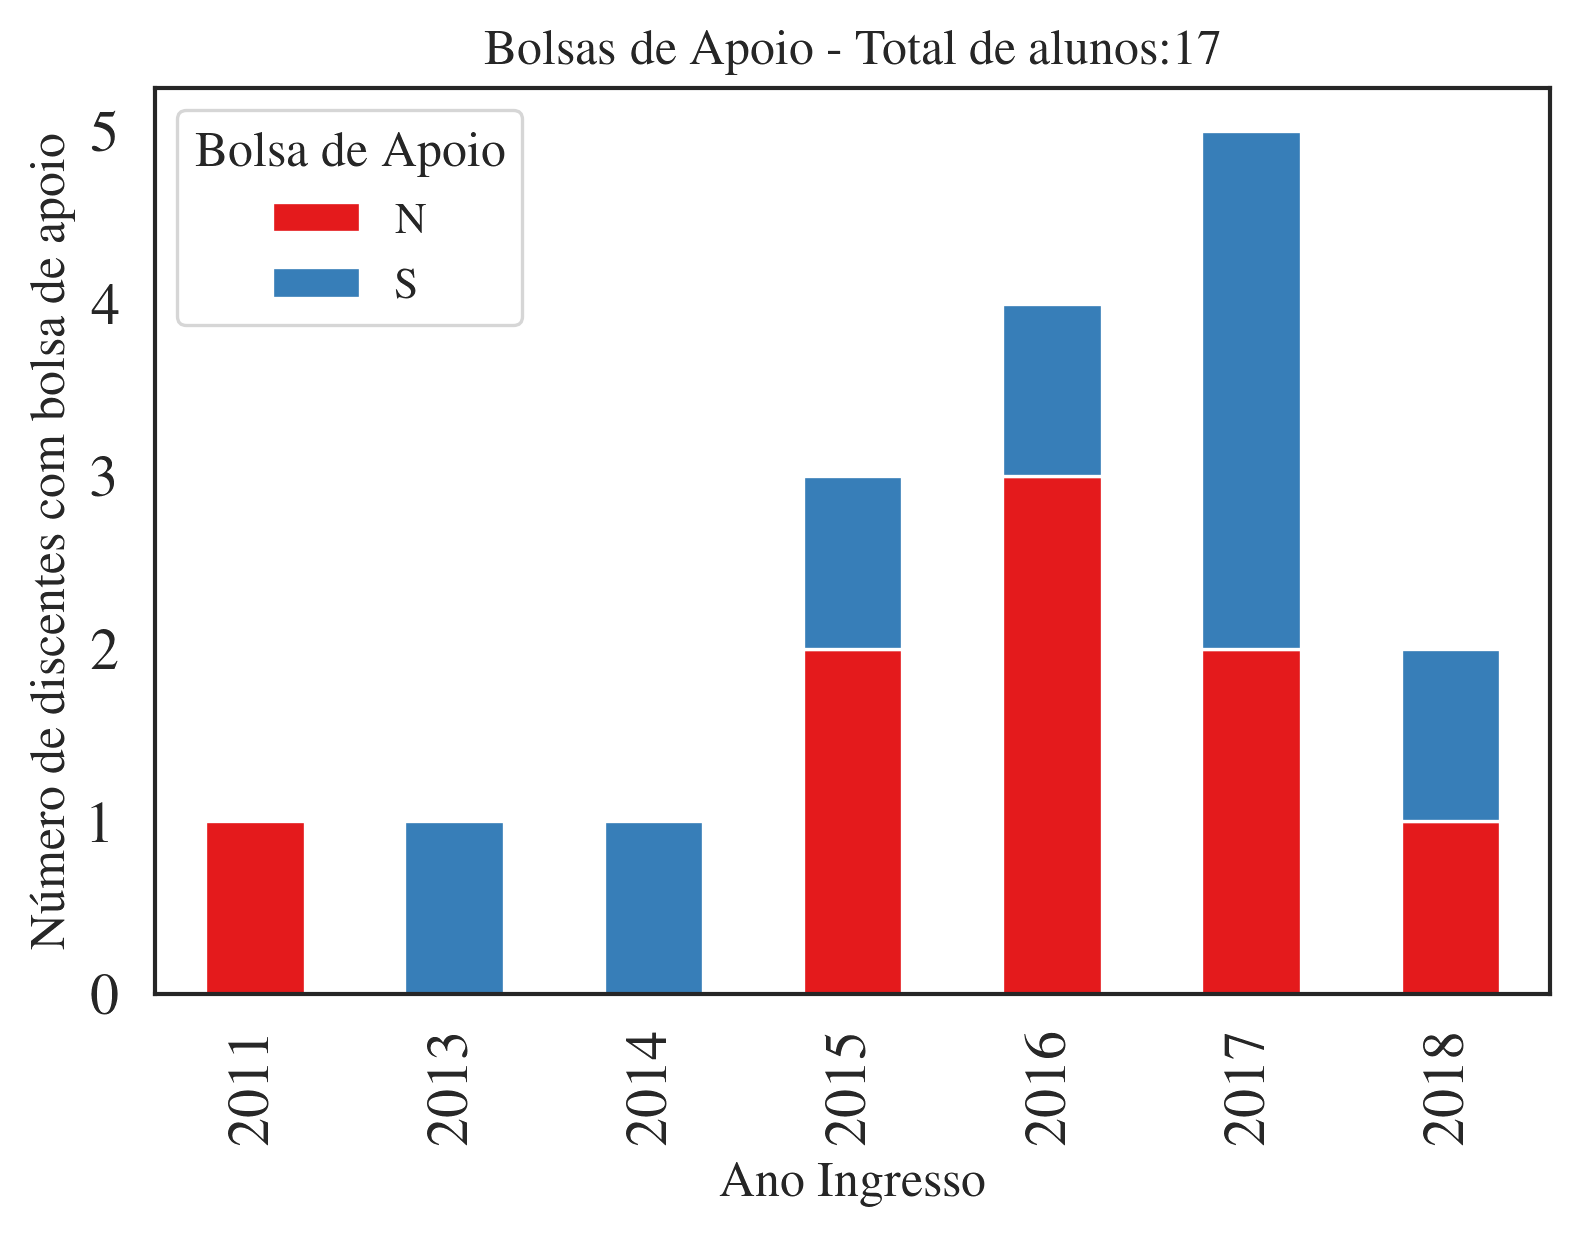 Bolsas de Apoio - Total de alunos:17
Bolsa de Apoio
N
S
Número de discentes com bolsa de apoio
5
4
3
2
1
0
2011
2013
2014
2015
2016
2017
2018
Ano Ingresso